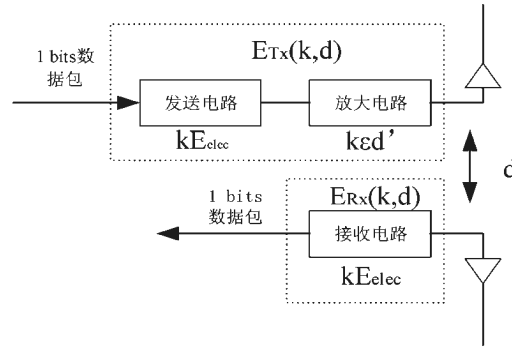 1 bits数
据包
ETx(k,d)
发送电路
放大电路
kEelec
kεd’
d
1 bits
数据包
ERx(k,d)
接收电路
kEelec